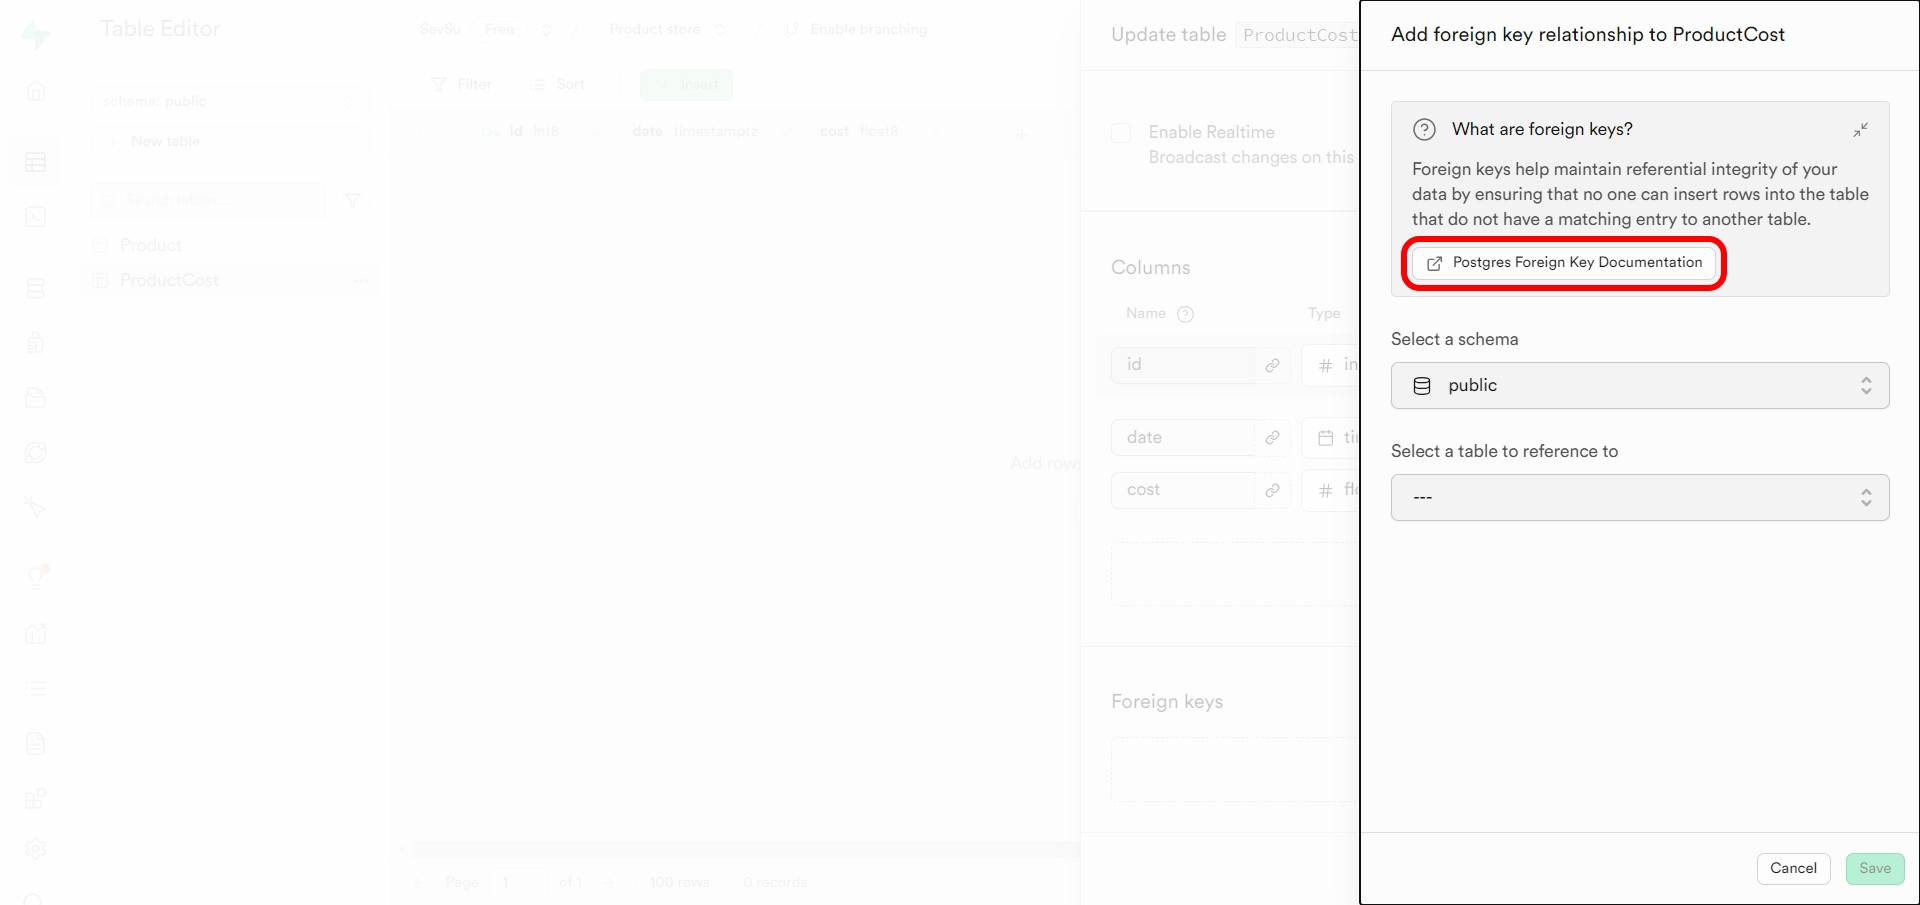 Table Editor
SevSu Free / Product store / Enable branching
schema: public
New table
Search tables...
Product
ProductCost
Filter Sort Insert
id int8 date timestamptz cost float8
Add rows
Page 1 of 1 100 rows 0 records
Update table ProductCost
Enable Realtime
Broadcast changes on this
Columns
Name Type
id # in
date
cost # flo
Foreign keys
Add foreign key relationship to ProductCost
What are foreign keys?
Foreign keys help maintain referential integrity of your
data by ensuring that no one can insert rows into the table
that do not have a matching entry to another table.
Postgres Foreign Key Documentation
Select a schema
public
Select a table to reference to
---
Cancel Save